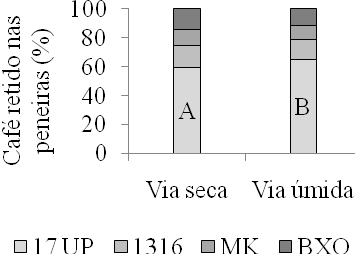 Café retido nas
peneiras (%)
100
80
60
40
20
0
A
B
Via seca
Via úmida
17 UP
1316
MK
BXO